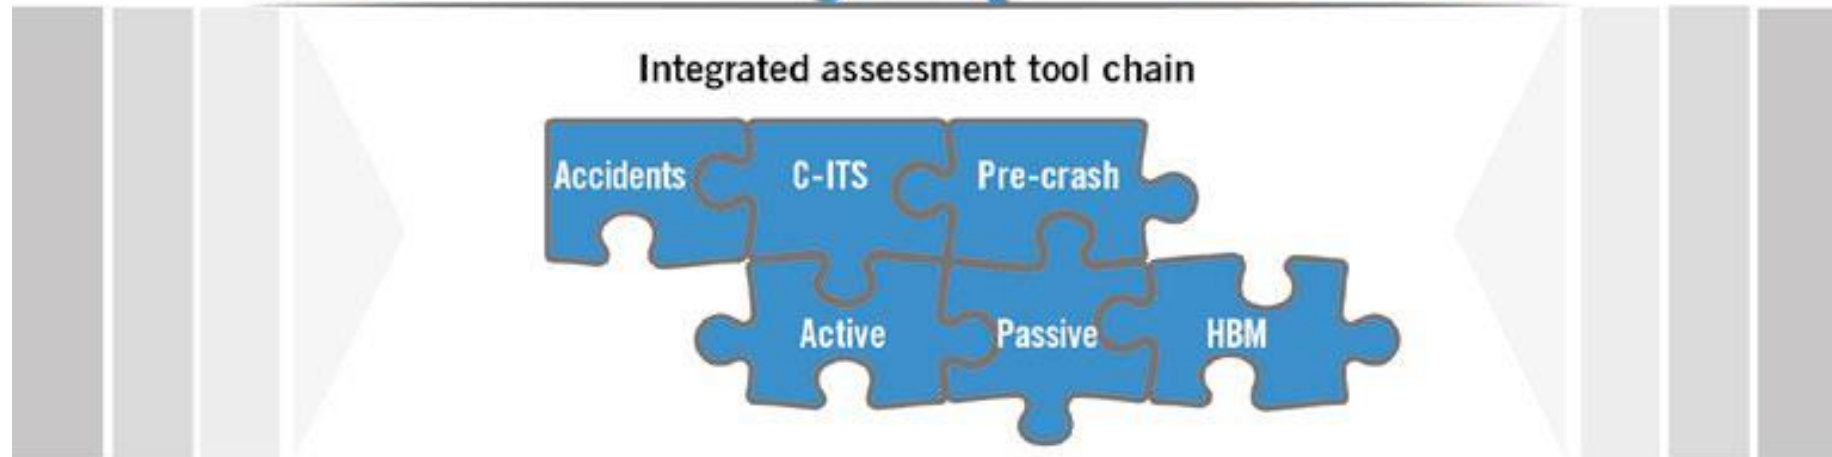 Integrated assessment tool chain
Accidents C-ITS Pre-crash
Active Passive HBM